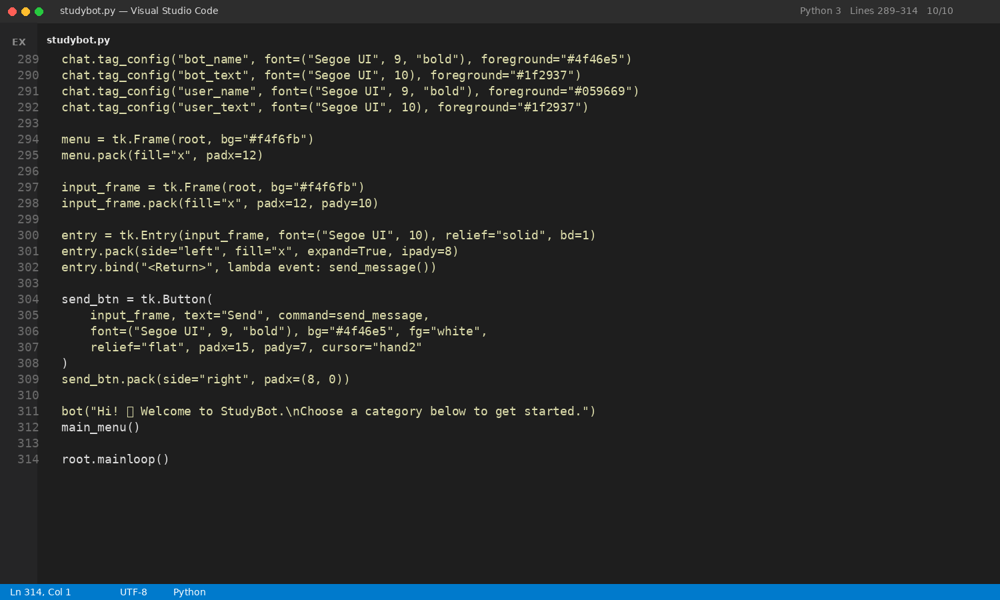 studybot.py — Visual Studio Code
Python 3 Lines 289–314 10/10
EX
studybot.py
289 chat.tag_config("bot_name", font=("Segoe UI", 9, "bold"), foreground="#4f46e5")
290 chat.tag_config("bot_text", font=("Segoe UI", 10), foreground="#1f2937")
291 chat.tag_config("user_name", font=("Segoe UI", 9, "bold"), foreground="#059669")
292 chat.tag_config("user_text", font=("Segoe UI", 10), foreground="#1f2937")
293
294 menu = tk.Frame(root, bg="#f4f6fb")
295 menu.pack(fill="x", padx=12)
296
297 input_frame = tk.Frame(root, bg="#f4f6fb")
298 input_frame.pack(fill="x", padx=12, pady=10)
299
300 entry = tk.Entry(input_frame, font=("Segoe UI", 10), relief="solid", bd=1)
301 entry.pack(side="left", fill="x", expand=True, ipady=8)
302 entry.bind("<Return>", lambda event: send_message())
303
304 send_btn = tk.Button(
305     input_frame, text="Send", command=send_message,
306     font=("Segoe UI", 9, "bold"), bg="#4f46e5", fg="white",
307     relief="flat", padx=15, pady=7, cursor="hand2"
308 )
309 send_btn.pack(side="right", padx=(8, 0))
310
311 bot("Hi! ▯ Welcome to StudyBot.\nChoose a category below to get started.")
312 main_menu()
313
314 root.mainloop()
Ln 314, Col 1 UTF-8 Python